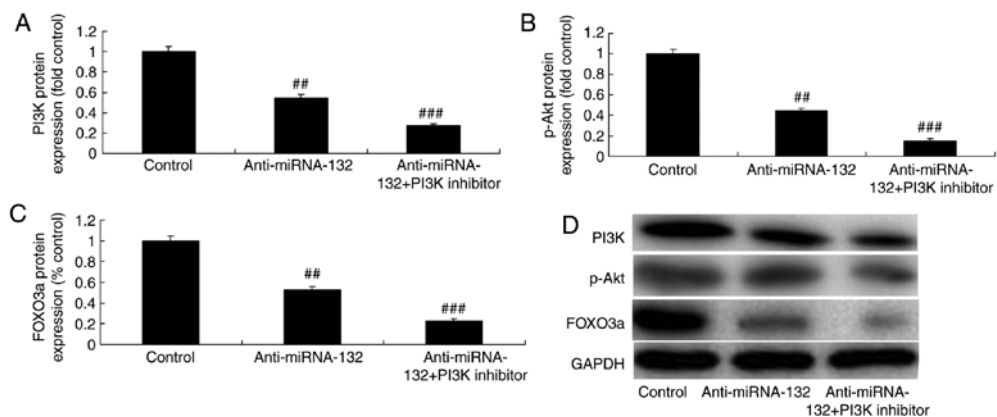 A
PI3K protein
expression (fold control)
1.2
1
0.8
0.6
0.4
0.2
0
##
###
Control
Anti-miRNA-132
Anti-miRNA-
132+PI3K inhibitor
B
p-Akt protein
expression (fold control)
1.2
1
0.8
0.6
0.4
0.2
0
##
###
Control
Anti-miRNA-132
Anti-miRNA-
132+PI3K inhibitor
C
FOXO3a protein
expression (% control)
1.2
1
0.8
0.6
0.4
0.2
0
##
###
Control
Anti-miRNA-132
Anti-miRNA-
132+PI3K inhibitor
D
PI3K
p-Akt
FOXO3a
GAPDH
Control
Anti-miRNA-132
Anti-miRNA-
132+PI3K inhibitor